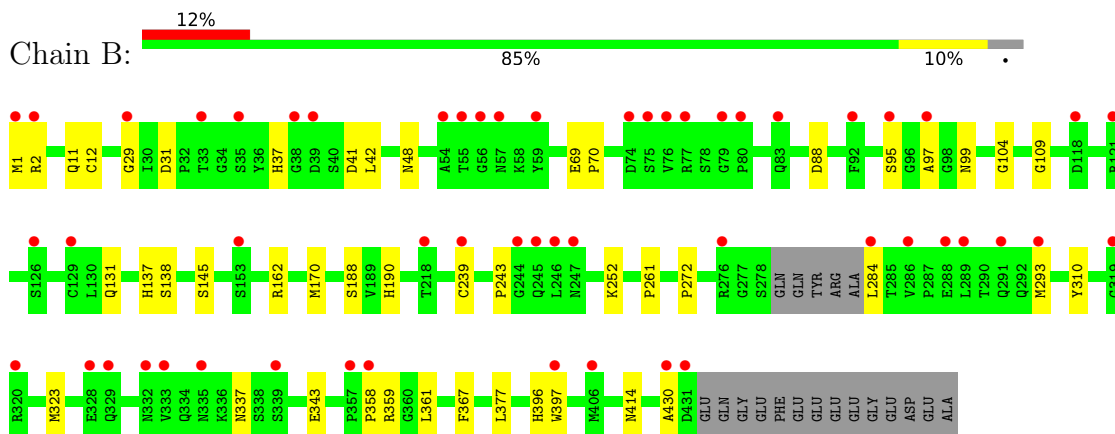 12%
Chain B:
85% 10% •
M1 R2 Q11 C12 G29 I30 D31 P32 T33 G34 S35 Y36 H37 G38 D39 S40 D41 L42 N48 A54 T55 G56 N57 K58 Y59 E69 P70 D74 S75 V76 R77 S78 G79 P80 Q83 D88 F92 S95 G96 A97 G98 N99 G104 G109 D118
S126 C129 L130 Q131 H137 S138 S145 S153 R162 M170 S188 V189 H190 T218 C239 P243 G244 Q245 L246 N247 K252 P261 P272 R276 G277 S278 GLN GLN TYR ARG ALA L284 T285 V286 P287 E288 L289 T290 Q291 Q292 M293 Y310
R320 M323 E328 Q329 N332 V333 Q334 N335 K336 N337 S338 S339 E343 P357 P358 R359 G360 L361 F367 L377 H396 W397 M406 N414 A430 D431 GLU GLN GLY GLU PHE GLU GLU GLU GLU GLY GLU ASP GLU ALA